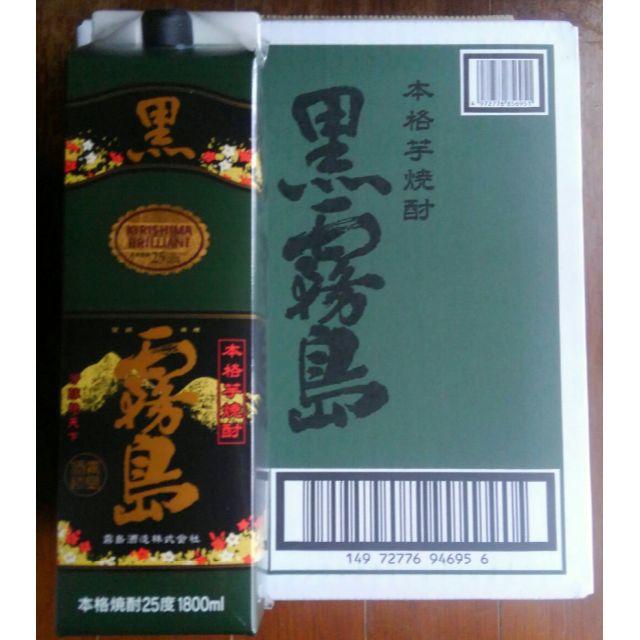 黒
KIRISHIMA
BRILLIANT
霧島
本格芋焼酎
霧島酒造株式会社
本格焼酎25度1800ml
本格芋焼酎
黒霧島
149 72776 94695 6